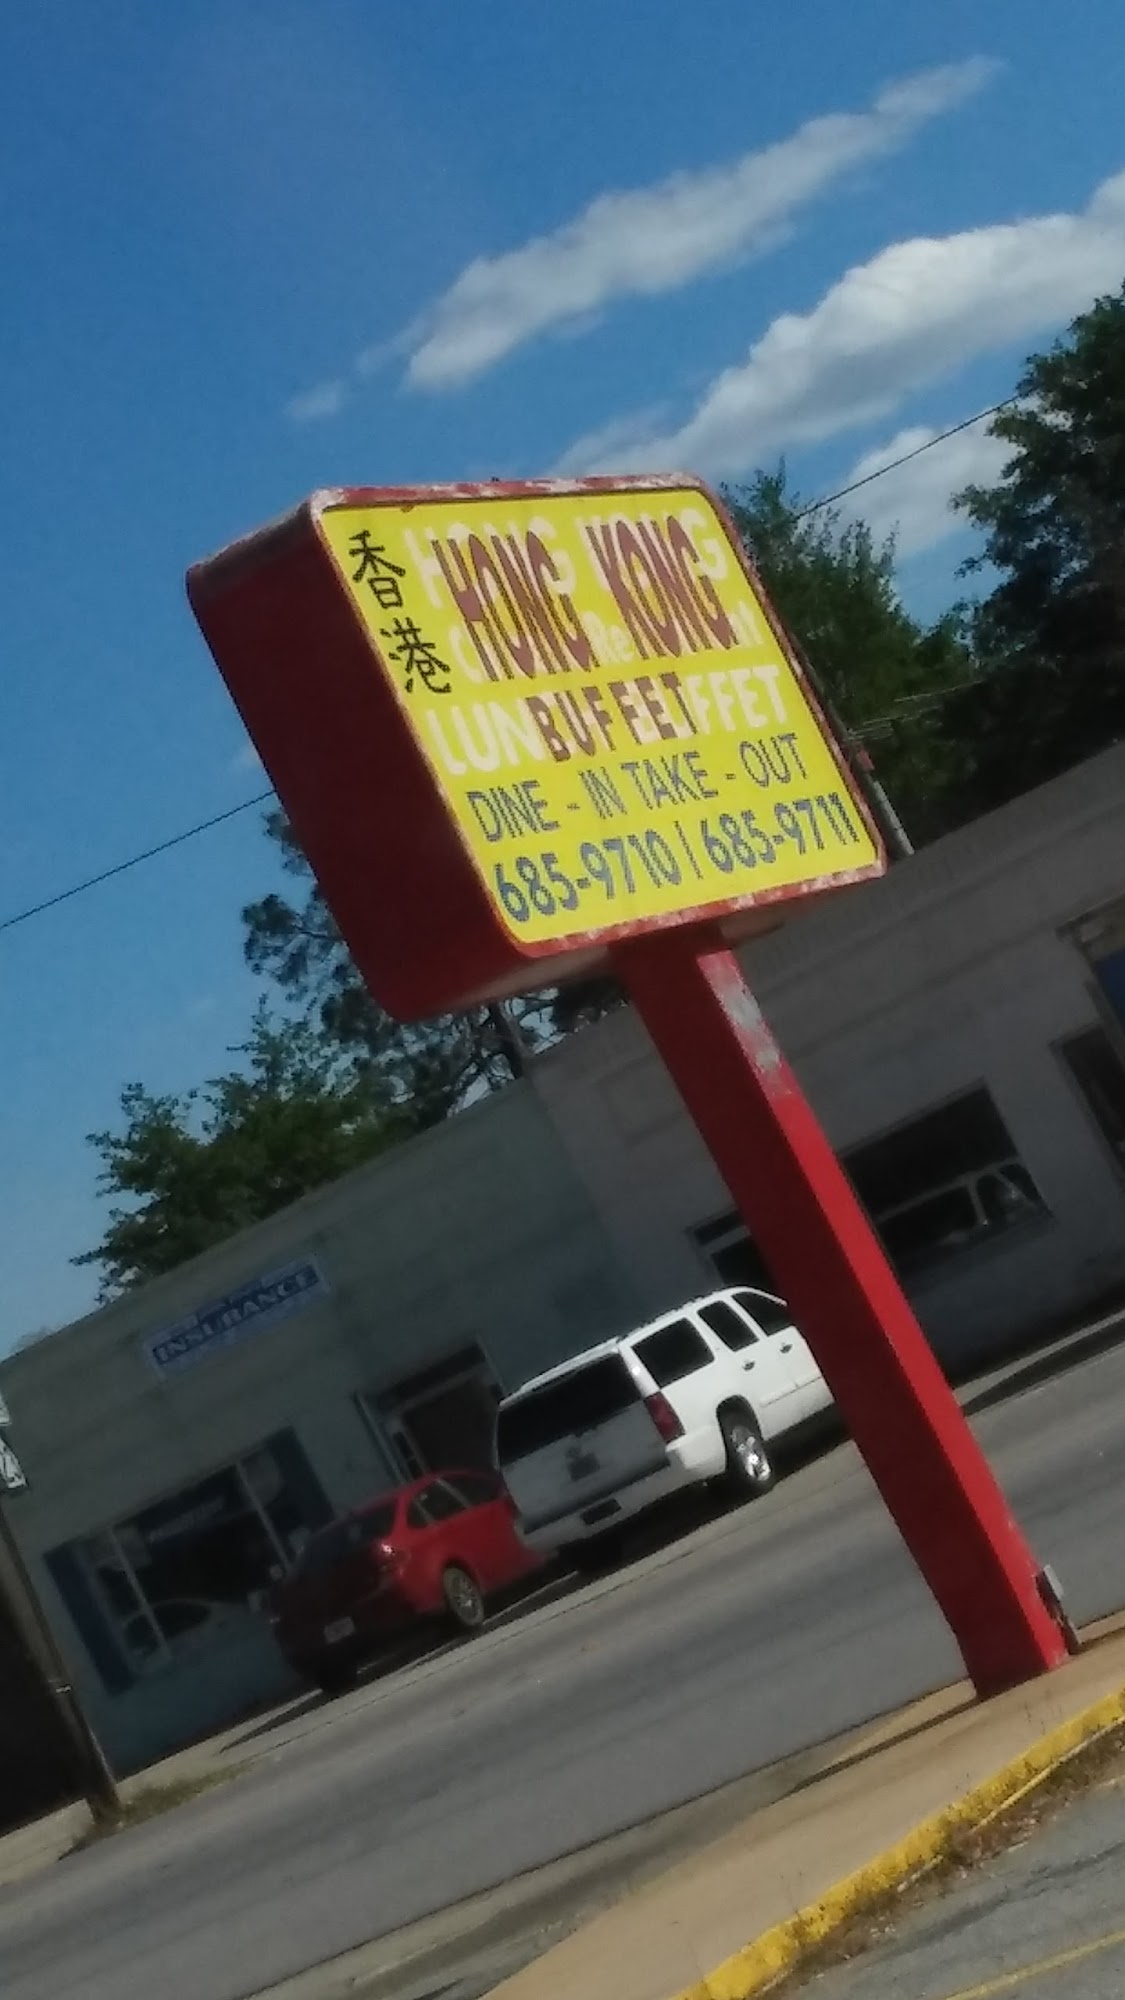 香港
HONG KONG
BUFFET
DINE - IN TAKE - OUT
685-9710 | 685-9711
INSURANCE